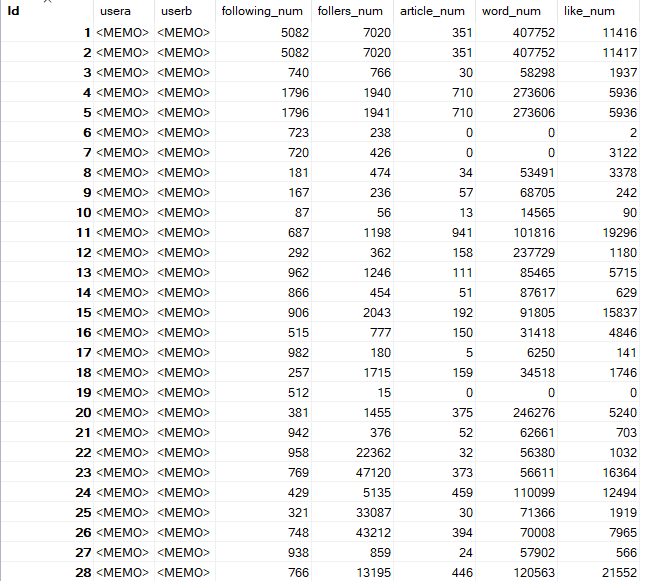 Id usera userb following_num follers_num article_num word_num like_num
1 <MEMO> <MEMO> 5082 7020 351 407752 11416
2 <MEMO> <MEMO> 5082 7020 351 407752 11417
3 <MEMO> <MEMO> 740 766 30 58298 1937
4 <MEMO> <MEMO> 1796 1940 710 273606 5936
5 <MEMO> <MEMO> 1796 1941 710 273606 5936
6 <MEMO> <MEMO> 723 238 0 0 2
7 <MEMO> <MEMO> 720 426 0 0 3122
8 <MEMO> <MEMO> 181 474 34 53491 3378
9 <MEMO> <MEMO> 167 236 57 68705 242
10 <MEMO> <MEMO> 87 56 13 14565 90
11 <MEMO> <MEMO> 687 1198 941 101816 19296
12 <MEMO> <MEMO> 292 362 158 237729 1180
13 <MEMO> <MEMO> 962 1246 111 85465 5715
14 <MEMO> <MEMO> 866 454 51 87617 629
15 <MEMO> <MEMO> 906 2043 192 91805 15837
16 <MEMO> <MEMO> 515 777 150 31418 4846
17 <MEMO> <MEMO> 982 180 5 6250 141
18 <MEMO> <MEMO> 257 1715 159 34518 1746
19 <MEMO> <MEMO> 512 15 0 0 0
20 <MEMO> <MEMO> 381 1455 375 246276 5240
21 <MEMO> <MEMO> 942 376 52 62661 703
22 <MEMO> <MEMO> 958 22362 32 56380 1032
23 <MEMO> <MEMO> 769 47120 373 56611 16364
24 <MEMO> <MEMO> 429 5135 459 110099 12494
25 <MEMO> <MEMO> 321 33087 30 71366 1919
26 <MEMO> <MEMO> 748 43212 394 70008 7965
27 <MEMO> <MEMO> 938 859 24 57902 566
28 <MEMO> <MEMO> 766 13195 446 120563 21552